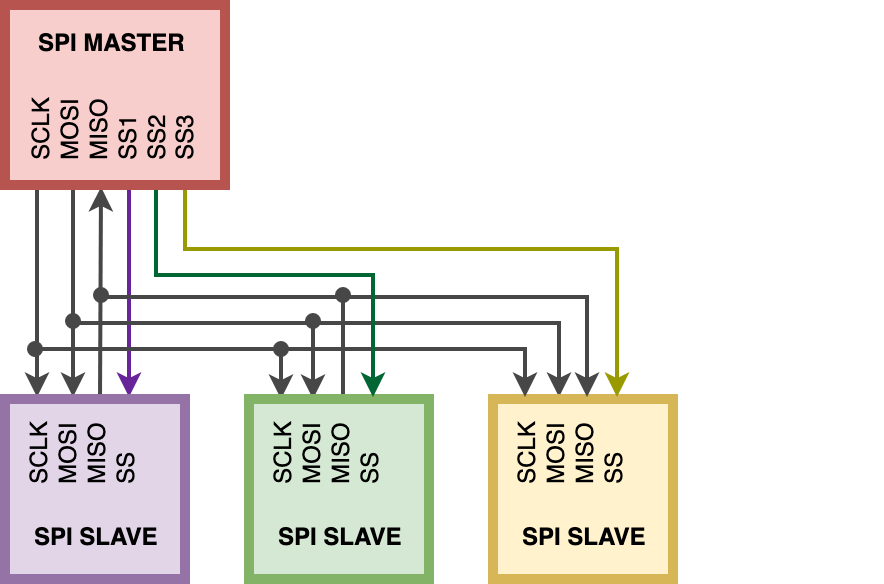 SPI MASTER
SCLK
MOSI
MISO
SS1
SS2
SS3
SCLK
MOSI
MISO
SS
SPI SLAVE
SCLK
MOSI
MISO
SS
SPI SLAVE
SCLK
MOSI
MISO
SS
SPI SLAVE